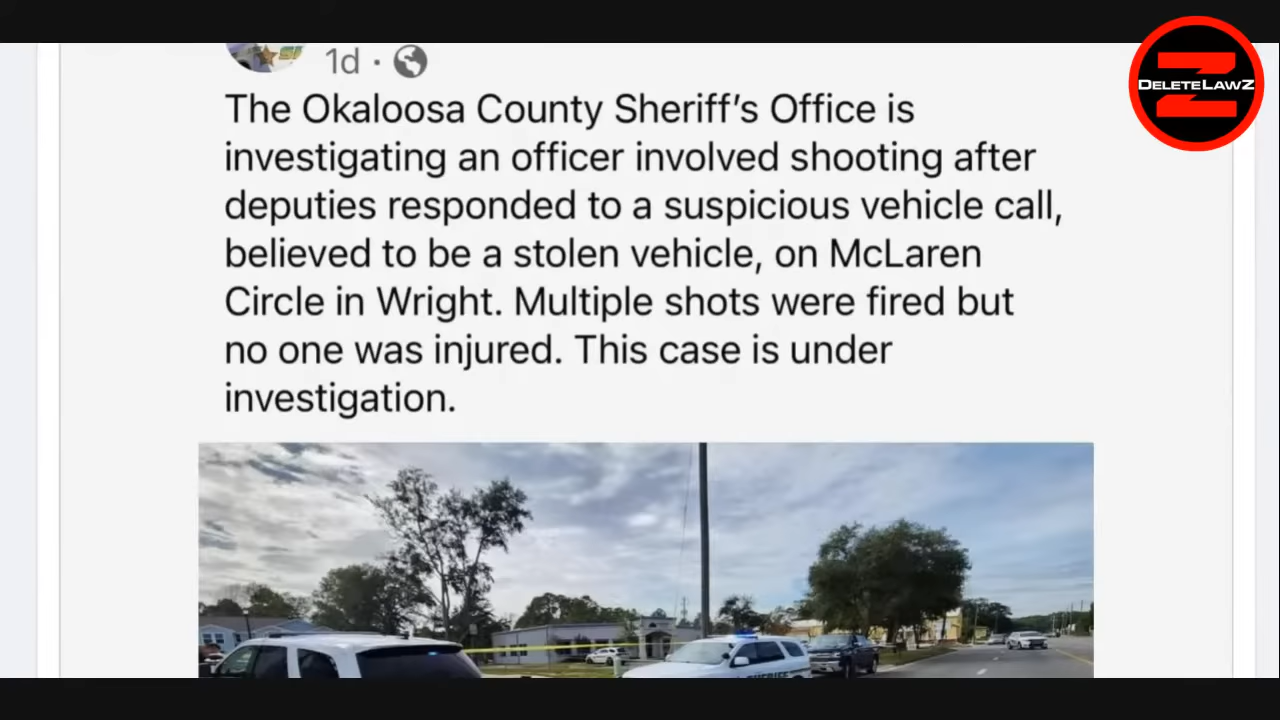 1d ·
The Okaloosa County Sheriff’s Office is
investigating an officer involved shooting after
deputies responded to a suspicious vehicle call,
believed to be a stolen vehicle, on McLaren
Circle in Wright. Multiple shots were fired but
no one was injured. This case is under
investigation.
DELETELAWZ
SHERIFF